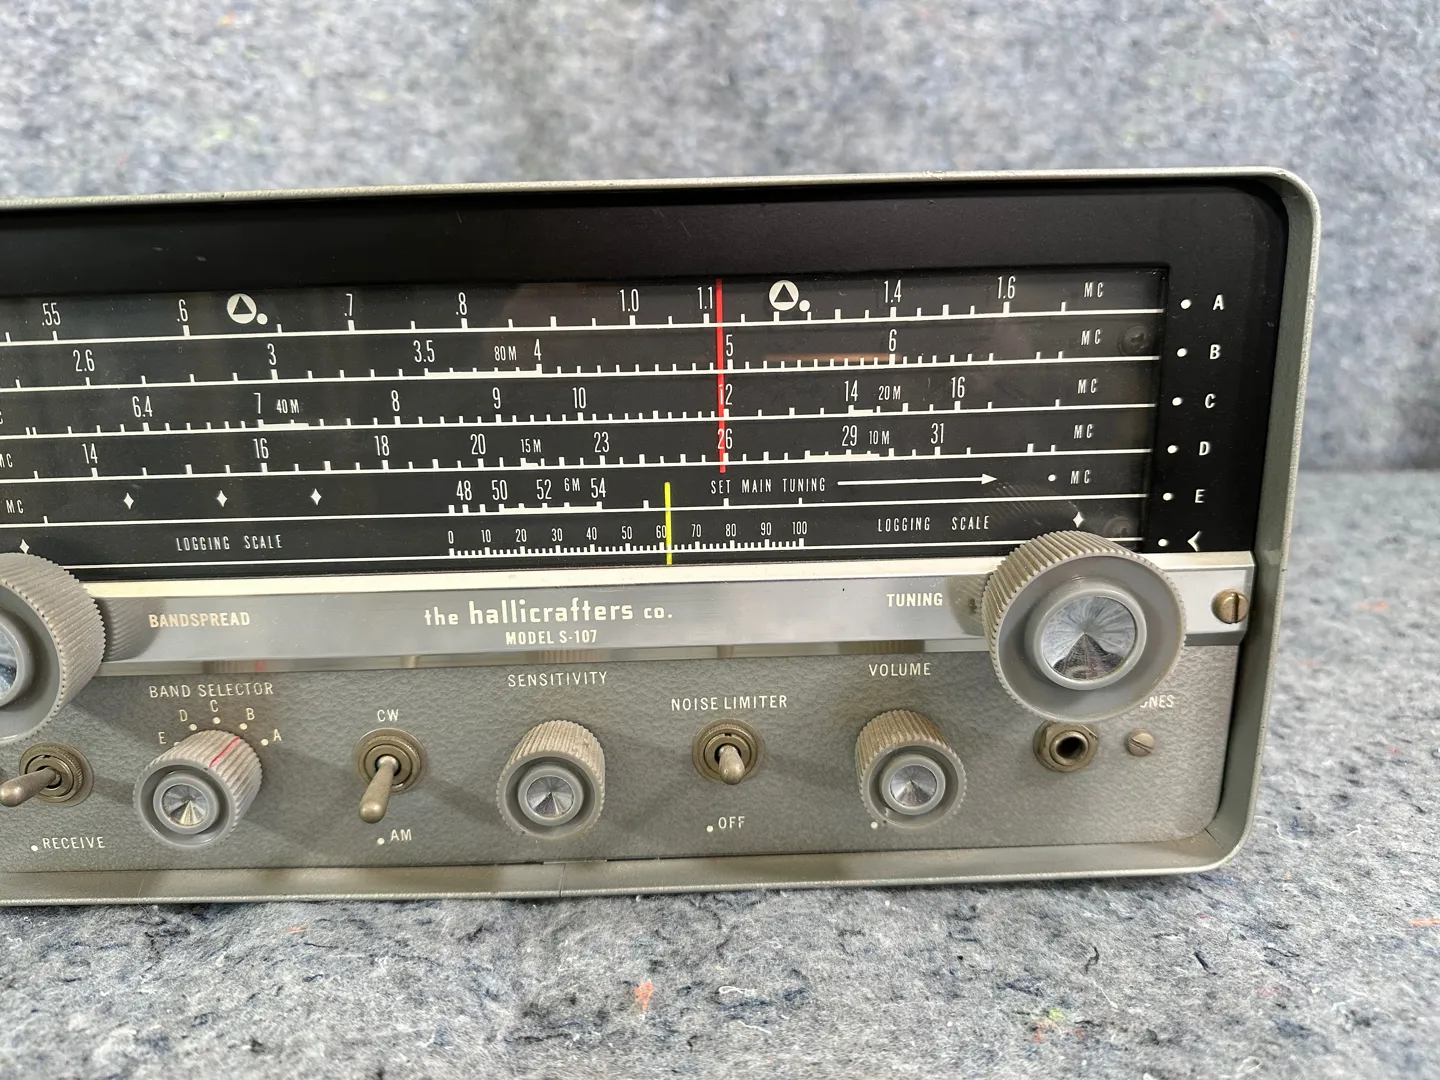 .55 .6 .7 .8 1.0 1.1 1.4 1.6 MC A
2.6 3 3.5 80M 4 5 6 MC B
6.4 7 40M 8 9 10 12 14 20M 16 MC C
MC 14 16 18 20 15M 23 26 29 10M 31 MC D
MC 48 50 52 6M 54 SET MAIN TUNING MC E
LOGGING SCALE 0 10 20 30 40 50 60 70 80 90 100 LOGGING SCALE
BANDSPREAD the hallicrafters co. TUNING
MODEL S-107
BAND SELECTOR SENSITIVITY VOLUME
E D C B A CW NOISE LIMITER
RECEIVE AM OFF